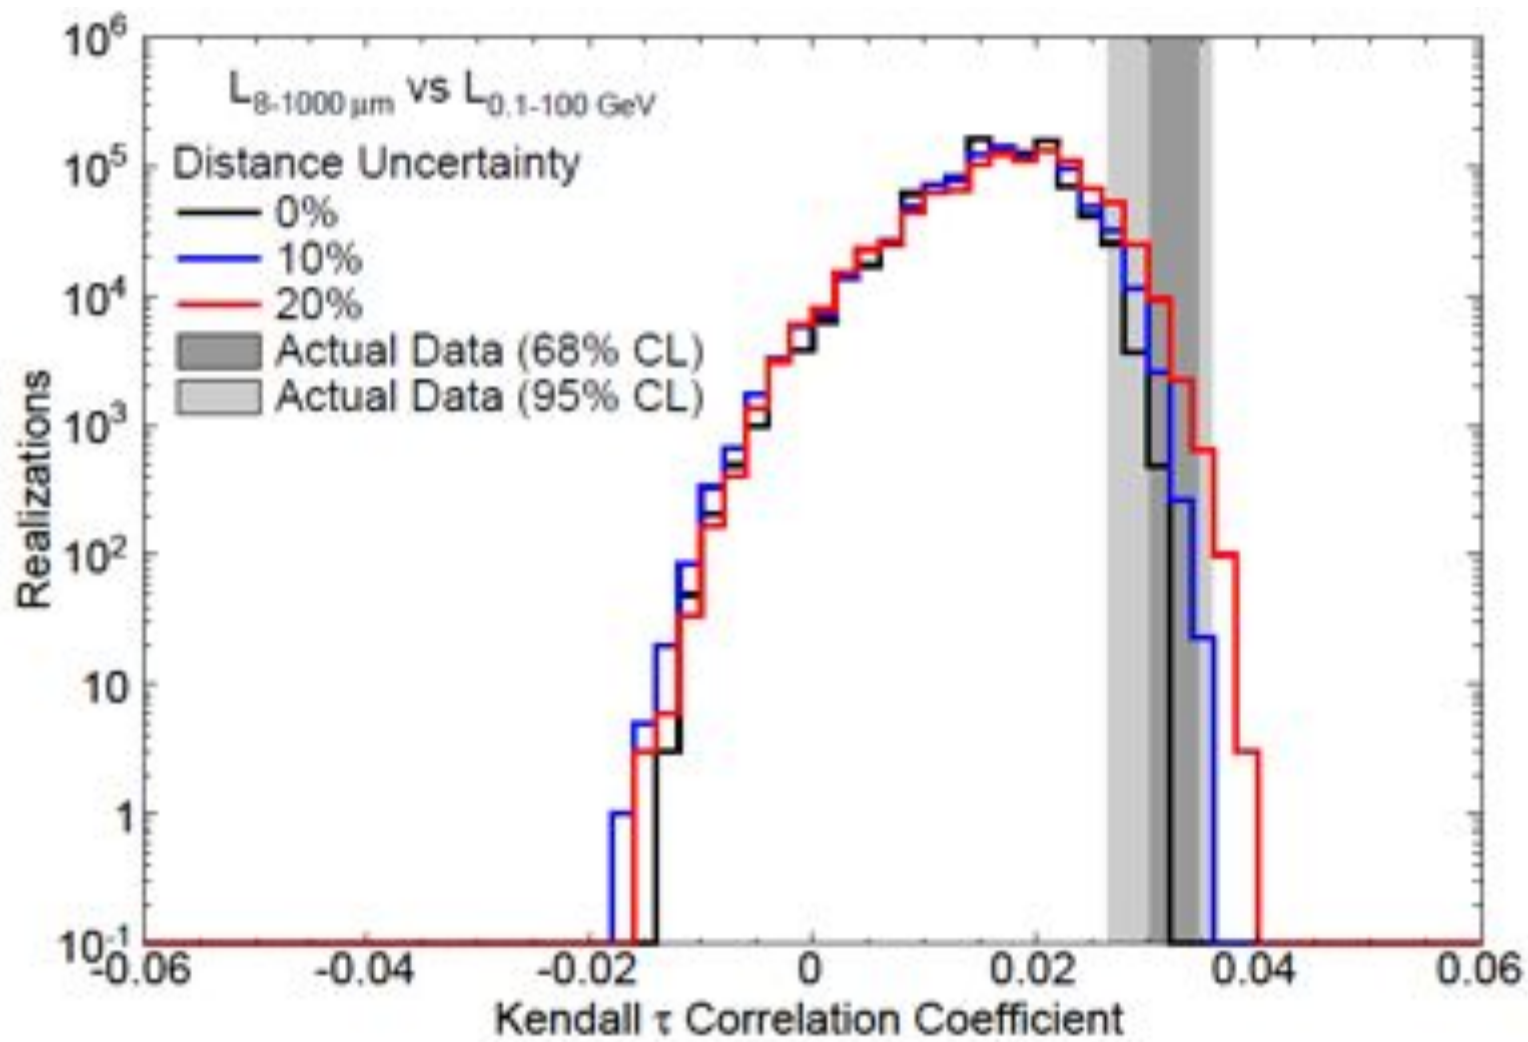 10^6
L_8-1000 μm vs L_0.1-100 GeV
Distance Uncertainty
10^5
0%
10%
20%
10^4
Actual Data (68% CL)
Actual Data (95% CL)
10^3
Realizations
10^2
10
1
10^-1
-0.06 -0.04 -0.02 0 0.02 0.04 0.06
Kendall τ Correlation Coefficient